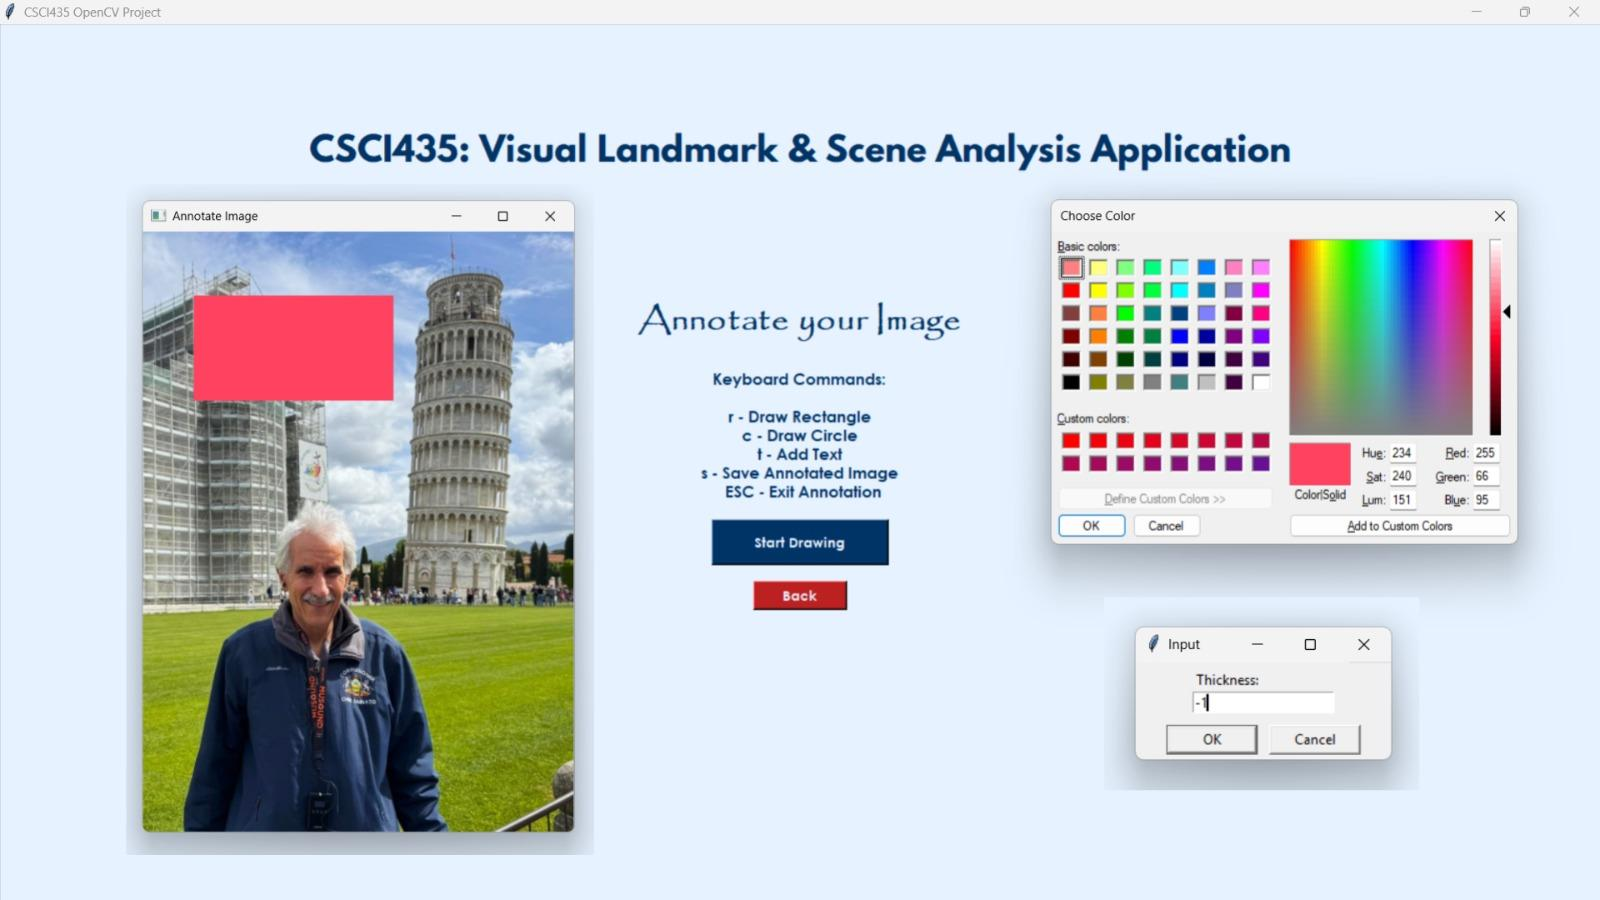 CSCI435 OpenCV Project
CSCI435: Visual Landmark & Scene Analysis Application
Annotate Image
Annotate your Image
Keyboard Commands:
r - Draw Rectangle
c - Draw Circle
t - Add Text
s - Save Annotated Image
ESC - Exit Annotation
Start Drawing
Back
Choose Color
Basic colors:
Custom colors:
Define Custom Colors >>
OK Cancel
Hue: 234 Red: 255
Sat: 240 Green: 66
Color|Solid Lum: 151 Blue: 95
Add to Custom Colors
Input
Thickness:
-1
OK Cancel